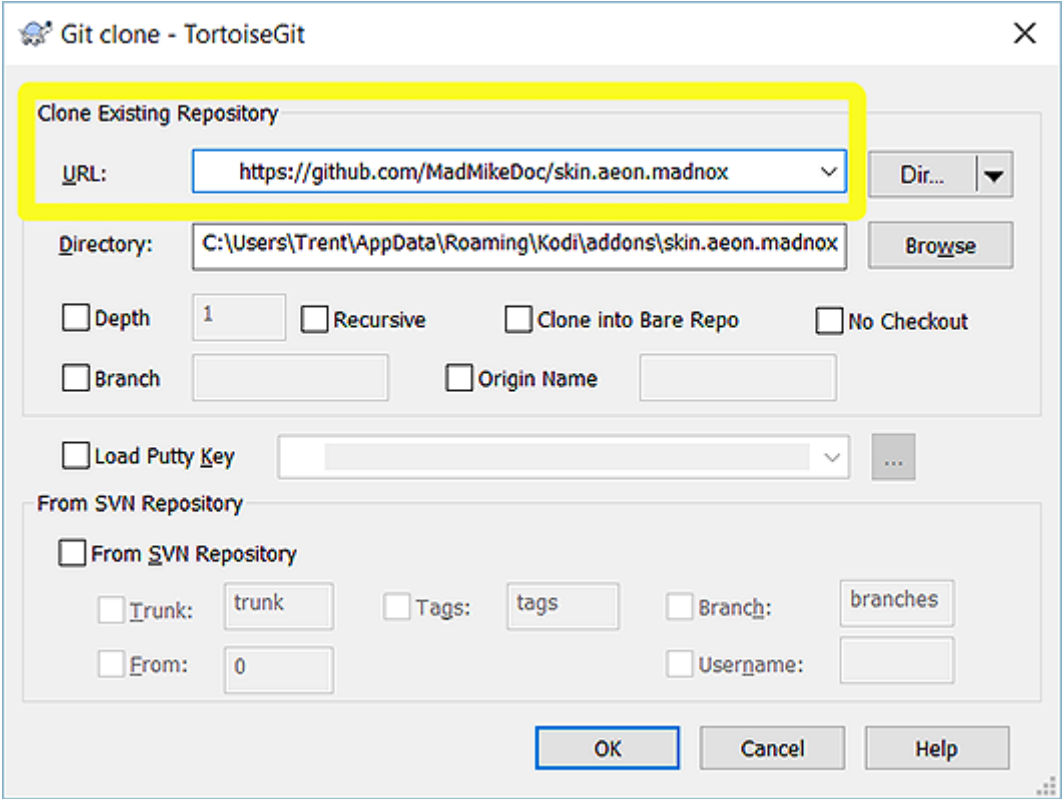 Git clone - TortoiseGit
Clone Existing Repository
URL: https://github.com/MadMikeDoc/skin.aeon.madnox Dir...
Directory: C:\Users\Trent\AppData\Roaming\Kodi\addons\skin.aeon.madnox Browse
Depth 1 Recursive Clone into Bare Repo No Checkout
Branch Origin Name
Load Putty Key ...
From SVN Repository
From SVN Repository
Trunk: trunk Tags: tags Branch: branches
From: 0 Username:
OK Cancel Help